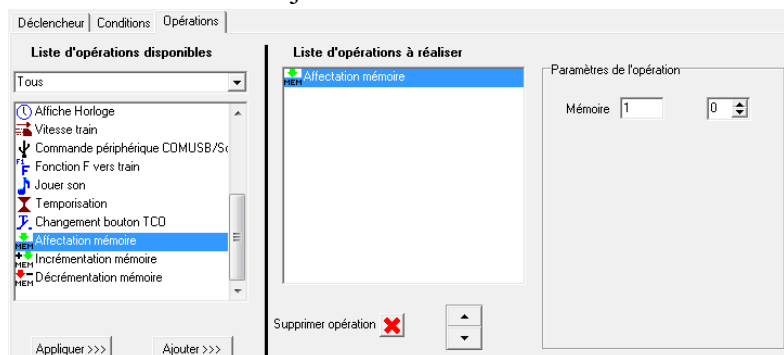 Déclencheur Conditions Opérations
Liste d'opérations disponibles
Tous
Affiche Horloge
Vitesse train
Commande périphérique COMUSB/So
F1 F Fonction F vers train
Jouer son
Temporisation
Changement bouton TCO
MEM Affectation mémoire
MEM Incrémentation mémoire
MEM Décrémentation mémoire
Appliquer >>> Ajouter >>>
Liste d'opérations à réaliser
MEM Affectation mémoire
Supprimer opération
Paramètres de l'opération
Mémoire 1 0